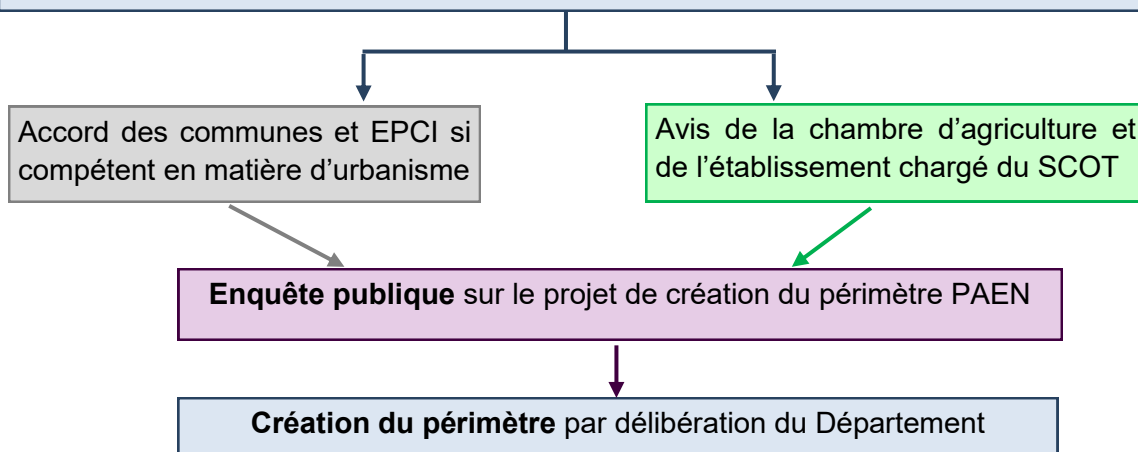 Accord des communes et EPCI si
compétent en matière d’urbanisme
Avis de la chambre d’agriculture et
de l’établissement chargé du SCOT
Enquête publique sur le projet de création du périmètre PAEN
Création du périmètre par délibération du Département